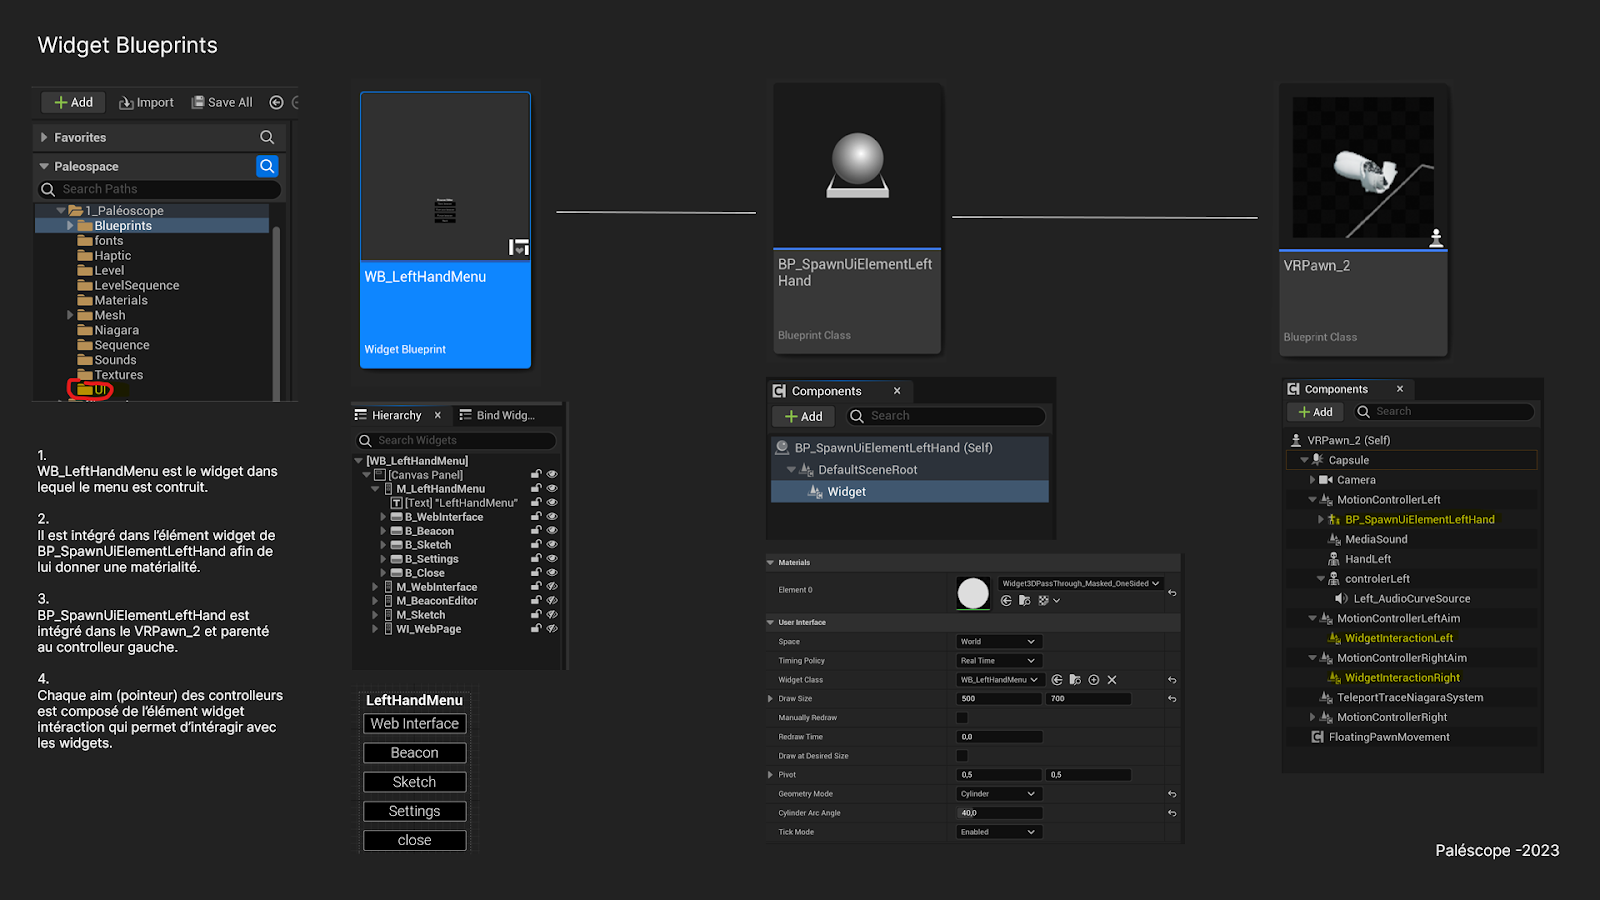 Widget Blueprints
Add
Import
Save All
Favorites
Paleospace
Search Paths
1_Paléoscope
Blueprints
fonts
Haptic
Level
LevelSequence
Materials
Mesh
Niagara
Sequence
Sounds
Textures
UI
1.
WB_LeftHandMenu est le widget dans
lequel le menu est contruit.
2.
Il est intégré dans l'élément widget de
BP_SpawnUiElementLeftHand afin de
lui donner une matérialité.
3.
BP_SpawnUiElementLeftHand est
intégré dans le VRPawn_2 et parenté
au controlleur gauche.
4.
Chaque aim (pointeur) des controlleurs
est composé de l'élément widget
intéraction qui permet d'intéragir avec
les widgets.
WB_LeftHandMenu
Widget Blueprint
Hierarchy
Bind Widg...
Search Widgets
[WB_LeftHandMenu]
[Canvas Panel]
M_LeftHandMenu
[Text] "LeftHandMenu"
B_WebInterface
B_Beacon
B_Sketch
B_Settings
B_Close
M_WebInterface
M_BeaconEditor
M_Sketch
WI_WebPage
LeftHandMenu
Web Interface
Beacon
Sketch
Settings
close
BP_SpawnUiElementLeft
Hand
Blueprint Class
Components
Add
Search
BP_SpawnUiElementLeftHand (Self)
DefaultSceneRoot
Widget
Materials
Element 0
Widget3DPassThrough_Masked_OneSided
User Interface
Space World
Timing Policy Real Time
Widget Class WB_LeftHandMenu
Draw Size 500 700
Manually Redraw
Redraw Time 0,0
Draw at Desired Size
Pivot 0,5 0,5
Geometry Mode Cylinder
Cylinder Arc Angle 40,0
Tick Mode Enabled
VRPawn_2
Blueprint Class
Components
Add
Search
VRPawn_2 (Self)
Capsule
Camera
MotionControllerLeft
BP_SpawnUiElementLeftHand
MediaSound
HandLeft
controlerLeft
Left_AudioCurveSource
MotionControllerLeftAim
WidgetInteractionLeft
MotionControllerRightAim
WidgetInteractionRight
TeleportTraceNiagaraSystem
MotionControllerRight
FloatingPawnMovement
Paléscope -2023